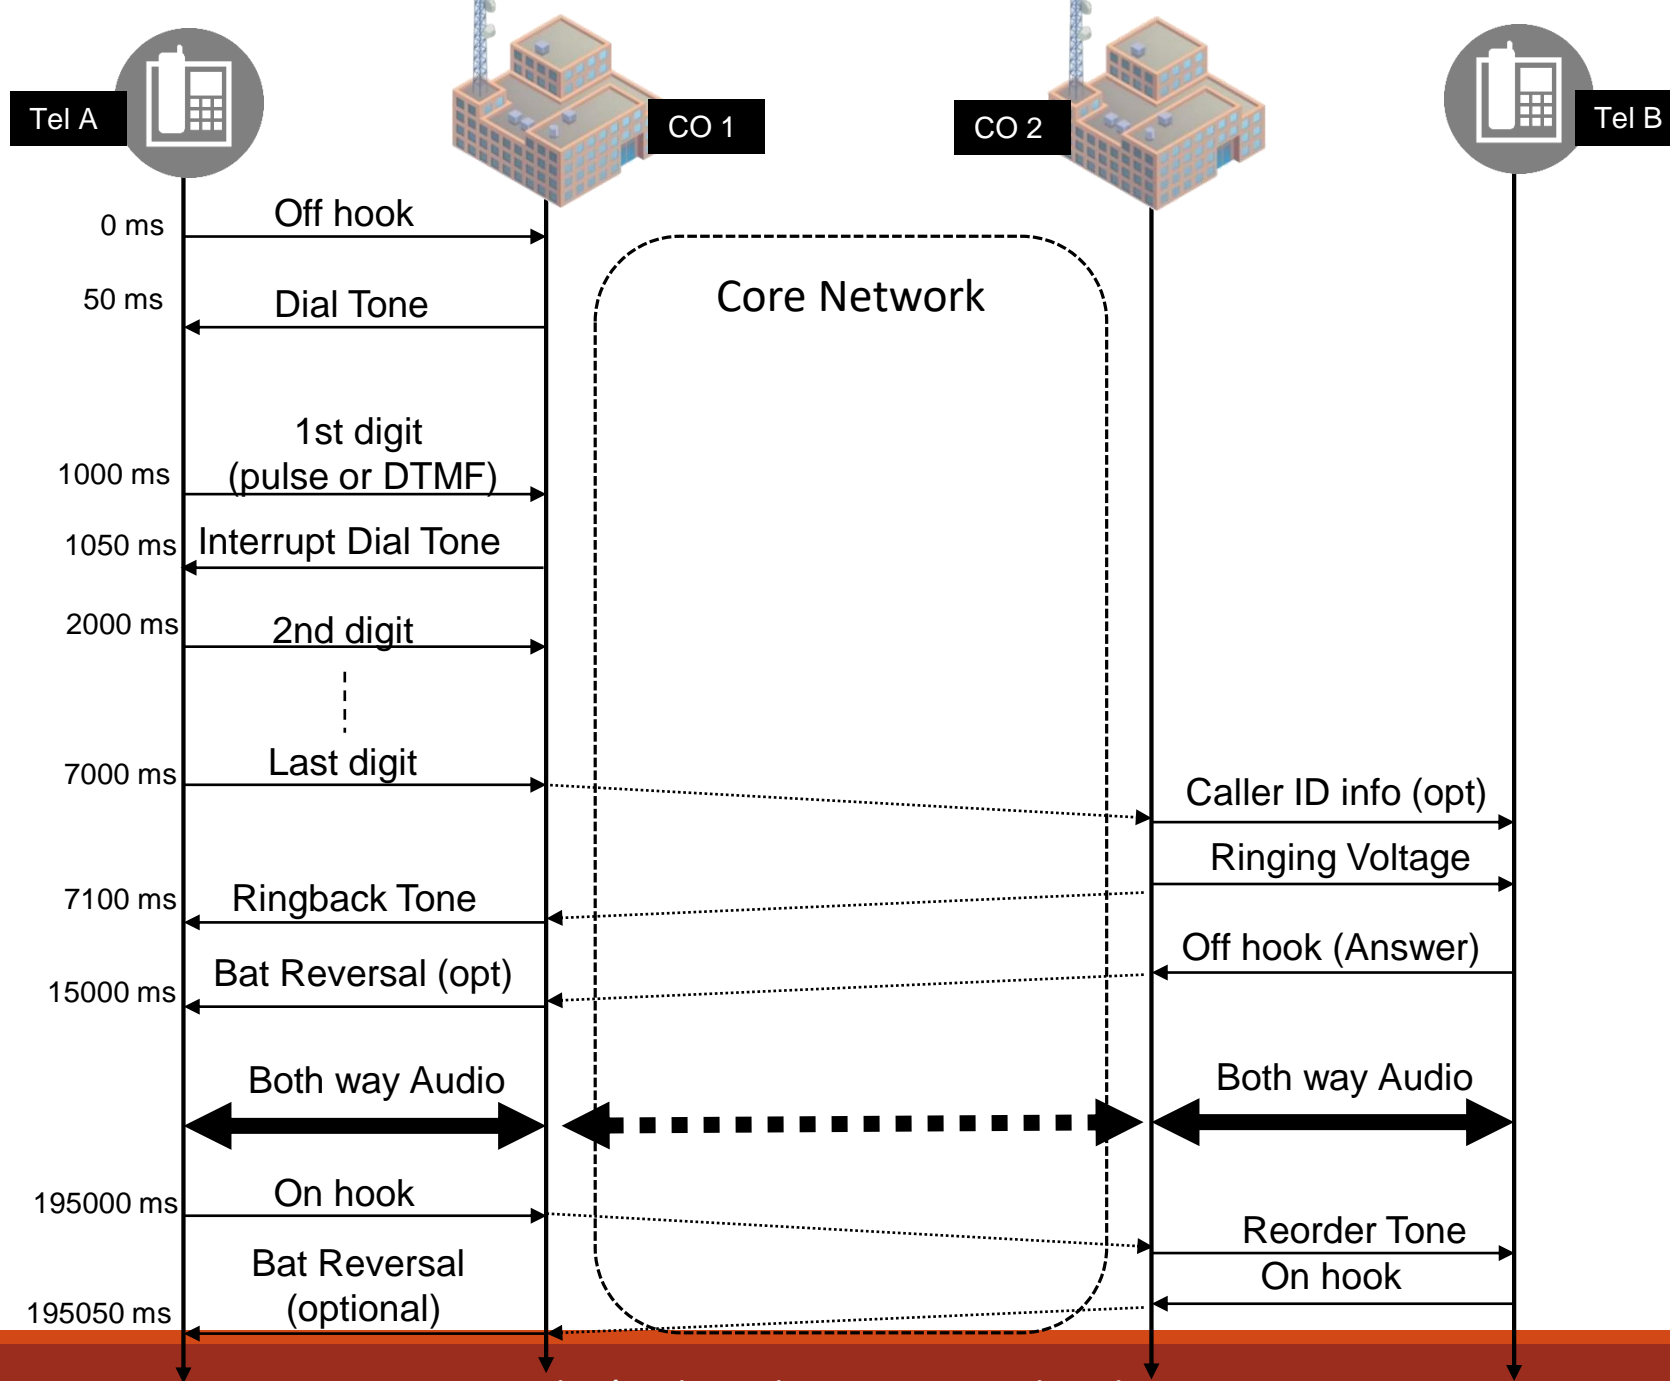 Tel A
CO 1
CO 2
Tel B
0 ms
Off hook
Core Network
50 ms
Dial Tone
1st digit
(pulse or DTMF)
1000 ms
1050 ms
Interrupt Dial Tone
2000 ms
2nd digit
7000 ms
Last digit
Caller ID info (opt)
Ringing Voltage
7100 ms
Ringback Tone
Off hook (Answer)
Bat Reversal (opt)
15000 ms
Both way Audio
Both way Audio
195000 ms
On hook
Reorder Tone
On hook
Bat Reversal
(optional)
195050 ms